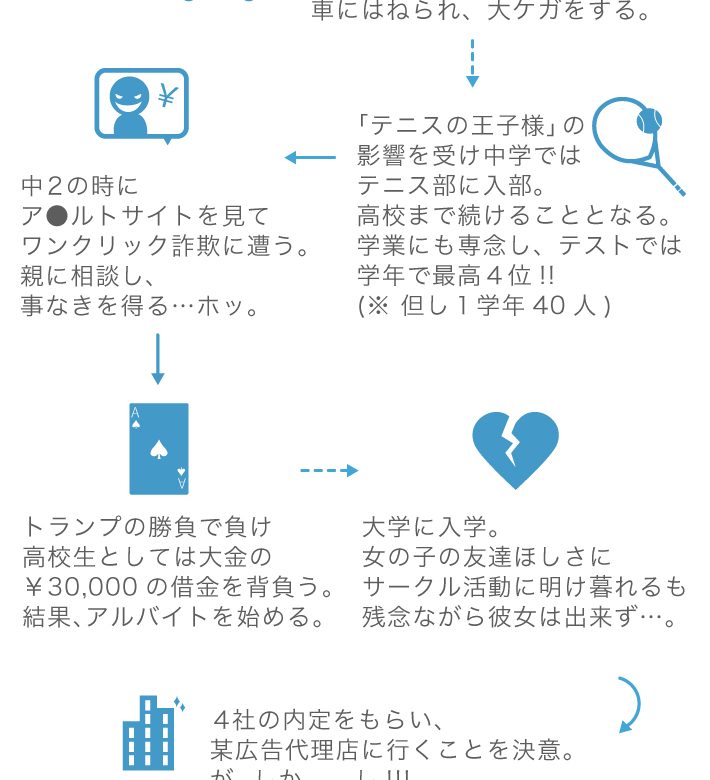 車にはねられ、大ケガをする。
「テニスの王子様」の
影響を受け中学では
テニス部に入部。
高校まで続けることとなる。
学業にも専念し、テストでは
学年で最高４位!!
(※ 但し１学年 40 人 )
¥
中２の時に
ア●ルトサイトを見て
ワンクリック詐欺に遭う。
親に相談し、
事なきを得る…ホッ。
A
A
トランプの勝負で負け
高校生としては大金の
￥30,000 の借金を背負う。
結果、アルバイトを始める。
大学に入学。
女の子の友達ほしさに
サークル活動に明け暮れるも
残念ながら彼女は出来ず…。
４社の内定をもらい、
某広告代理店に行くことを決意。